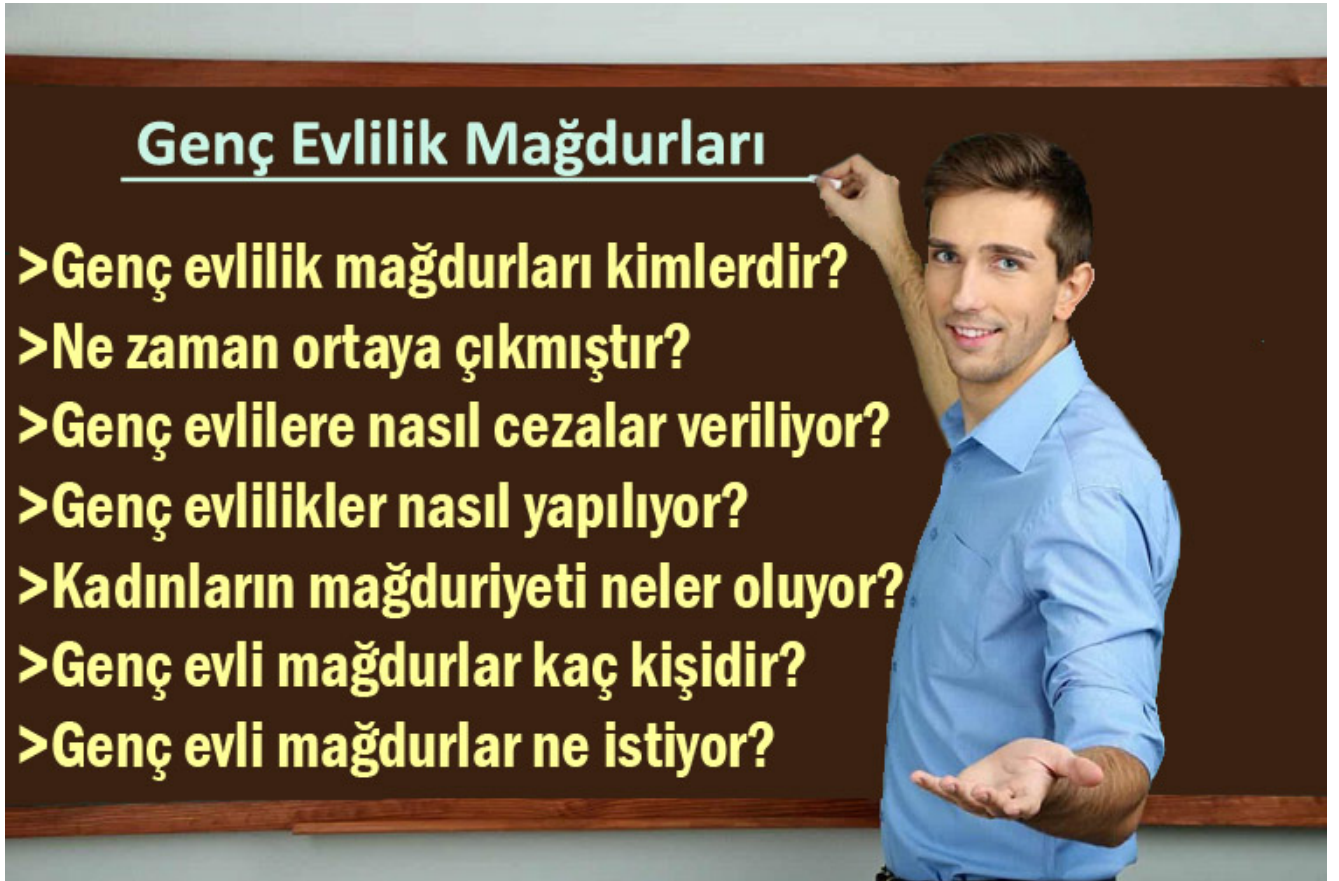 Genç Evlilik Mağdurları
>Genç evlilik mağdurları kimlerdir?
>Ne zaman ortaya çıkmıştır?
>Genç evlilere nasıl cezalar veriliyor?
>Genç evlilikler nasıl yapılıyor?
>Kadınların mağduriyeti neler oluyor?
>Genç evli mağdurlar kaç kişidir?
>Genç evli mağdurlar ne istiyor?